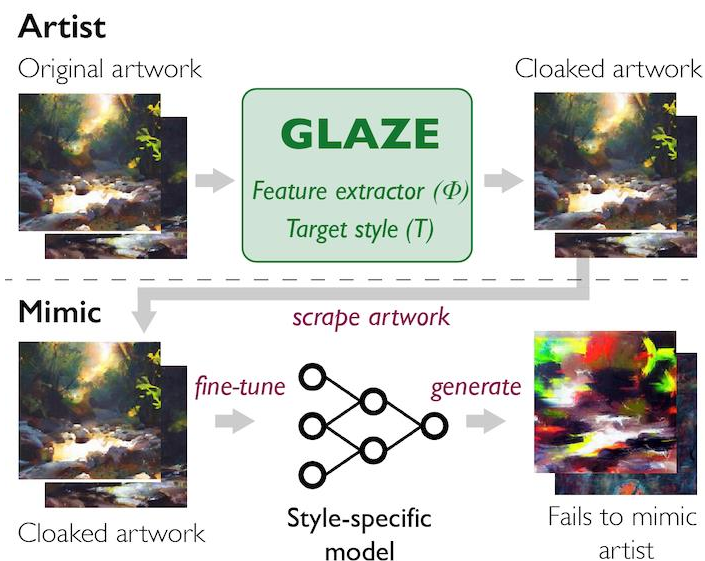 Artist
Original artwork
Cloaked artwork
GLAZE
Feature extractor (Φ)
Target style (T)
Mimic
scrape artwork
fine-tune
generate
Cloaked artwork
Style-specific
model
Fails to mimic
artist